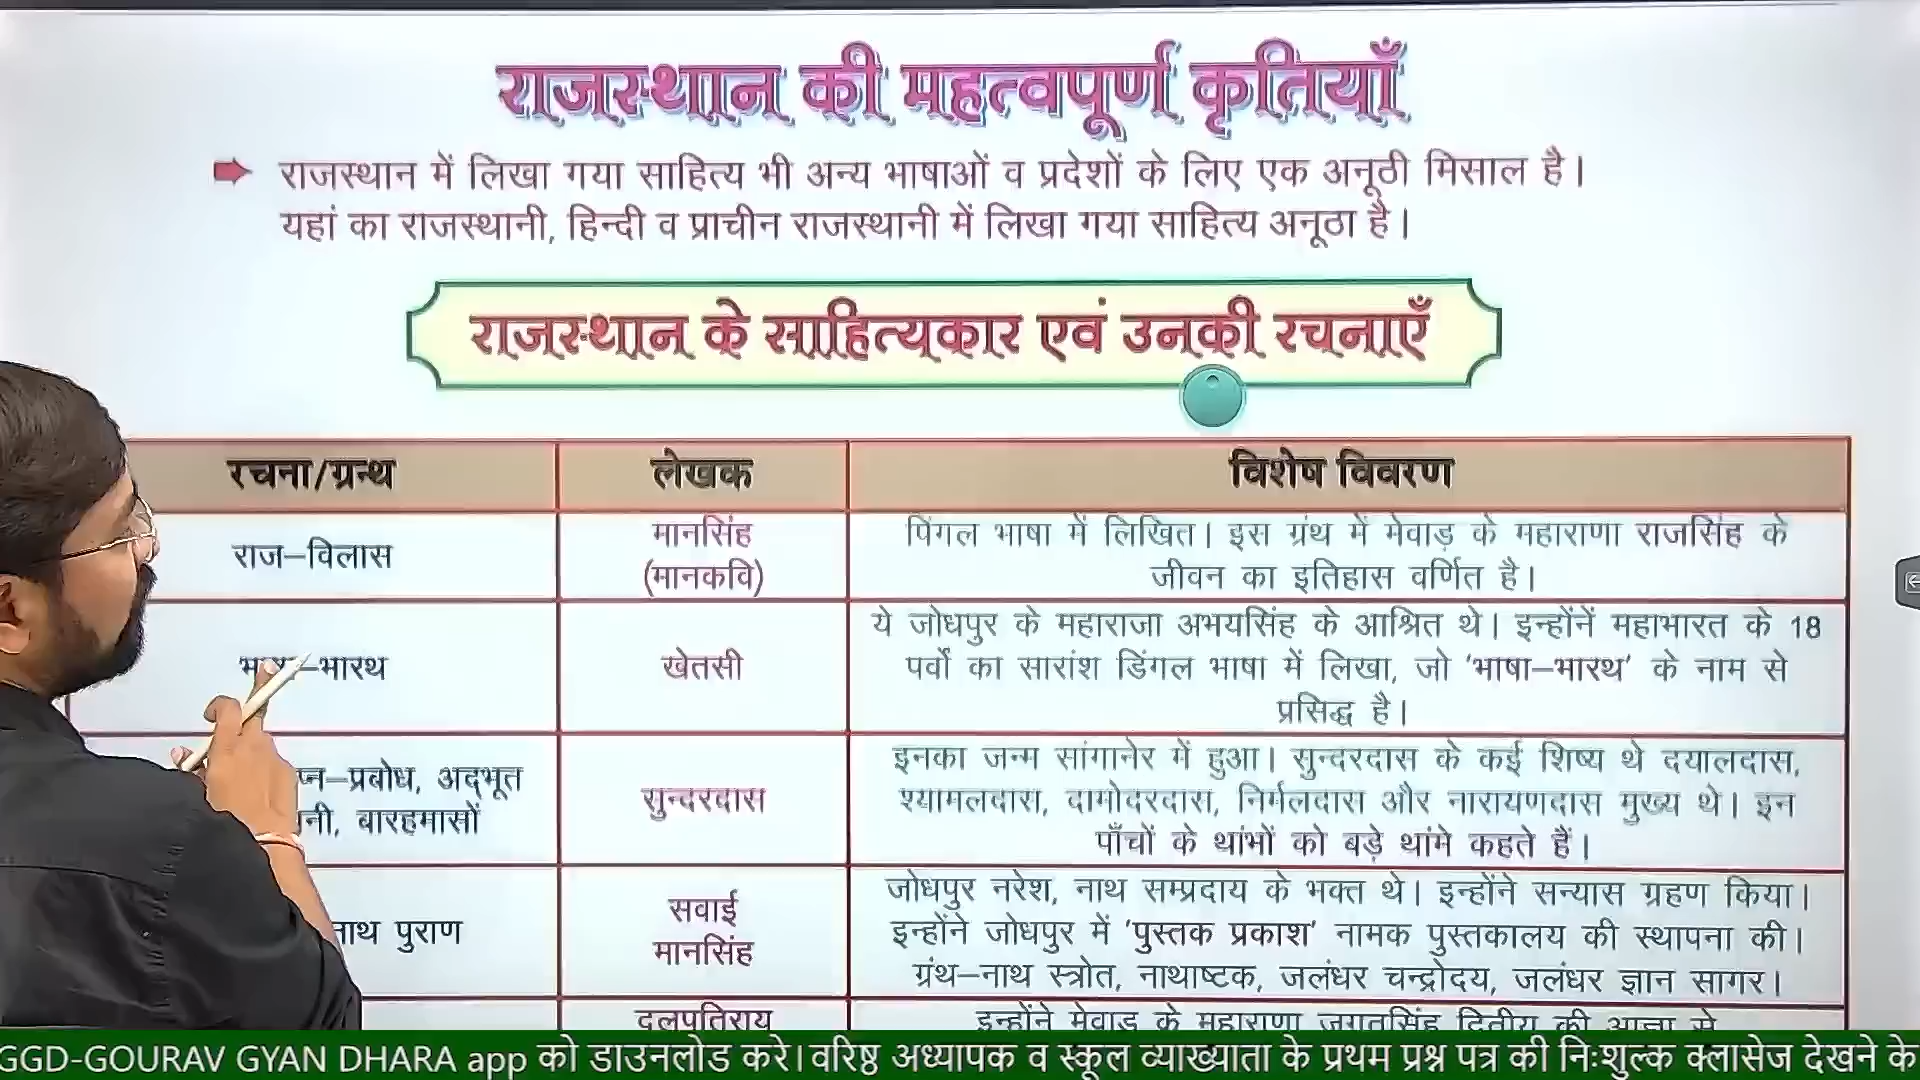 राजस्थान की महत्वपूर्ण कृतियाँ
राजस्थान में लिखा गया साहित्य भी अन्य भाषाओं व प्रदेशों के लिए एक अनूठी मिसाल है।
यहां का राजस्थानी, हिन्दी व प्राचीन राजस्थानी में लिखा गया साहित्य अनूठा है।
राजस्थान के साहित्यकार एवं उनकी रचनाएँ
रचना/ग्रन्थ लेखक विशेष विवरण
राज–विलास
मानसिंह
(मानकवि)
पिंगल भाषा में लिखित। इस ग्रंथ में मेवाड़ के महाराणा राजसिंह के
जीवन का इतिहास वर्णित है।
–भारथ
खेतसी
ये जोधपुर के महाराजा अभयसिंह के आश्रित थे। इन्होंनें महाभारत के 18
पर्वों का सारांश डिंगल भाषा में लिखा, जो ‘भाषा–भारथ’ के नाम से
प्रसिद्ध है।
–प्रबोध, अद्भूत
बारहमासों
सुन्दरदास
इनका जन्म सांगानेर में हुआ। सुन्दरदास के कई शिष्य थे दयालदास,
श्यामलदास, दामोदरदास, निर्मलदास और नारायणदास मुख्य थे। इन
पाँचों के थांभों को बड़े थांमे कहते हैं।
नाथ पुराण
सवाई
मानसिंह
जोधपुर नरेश, नाथ सम्प्रदाय के भक्त थे। इन्होंने सन्यास ग्रहण किया।
इन्होंने जोधपुर में ‘पुस्तक प्रकाश’ नामक पुस्तकालय की स्थापना की।
ग्रंथ–नाथ स्त्रोत, नाथाष्टक, जलंधर चन्द्रोदय, जलंधर ज्ञान सागर।
दलपतिराय
इन्होंने मेवाड़ के महाराणा जगतसिंह द्वितीय की आज्ञा से
GGD-GOURAV GYAN DHARA app को डाउनलोड करे। वरिष्ठ अध्यापक व स्कूल व्याख्याता के प्रथम प्रश्न पत्र की निःशुल्क क्लासेज देखने के